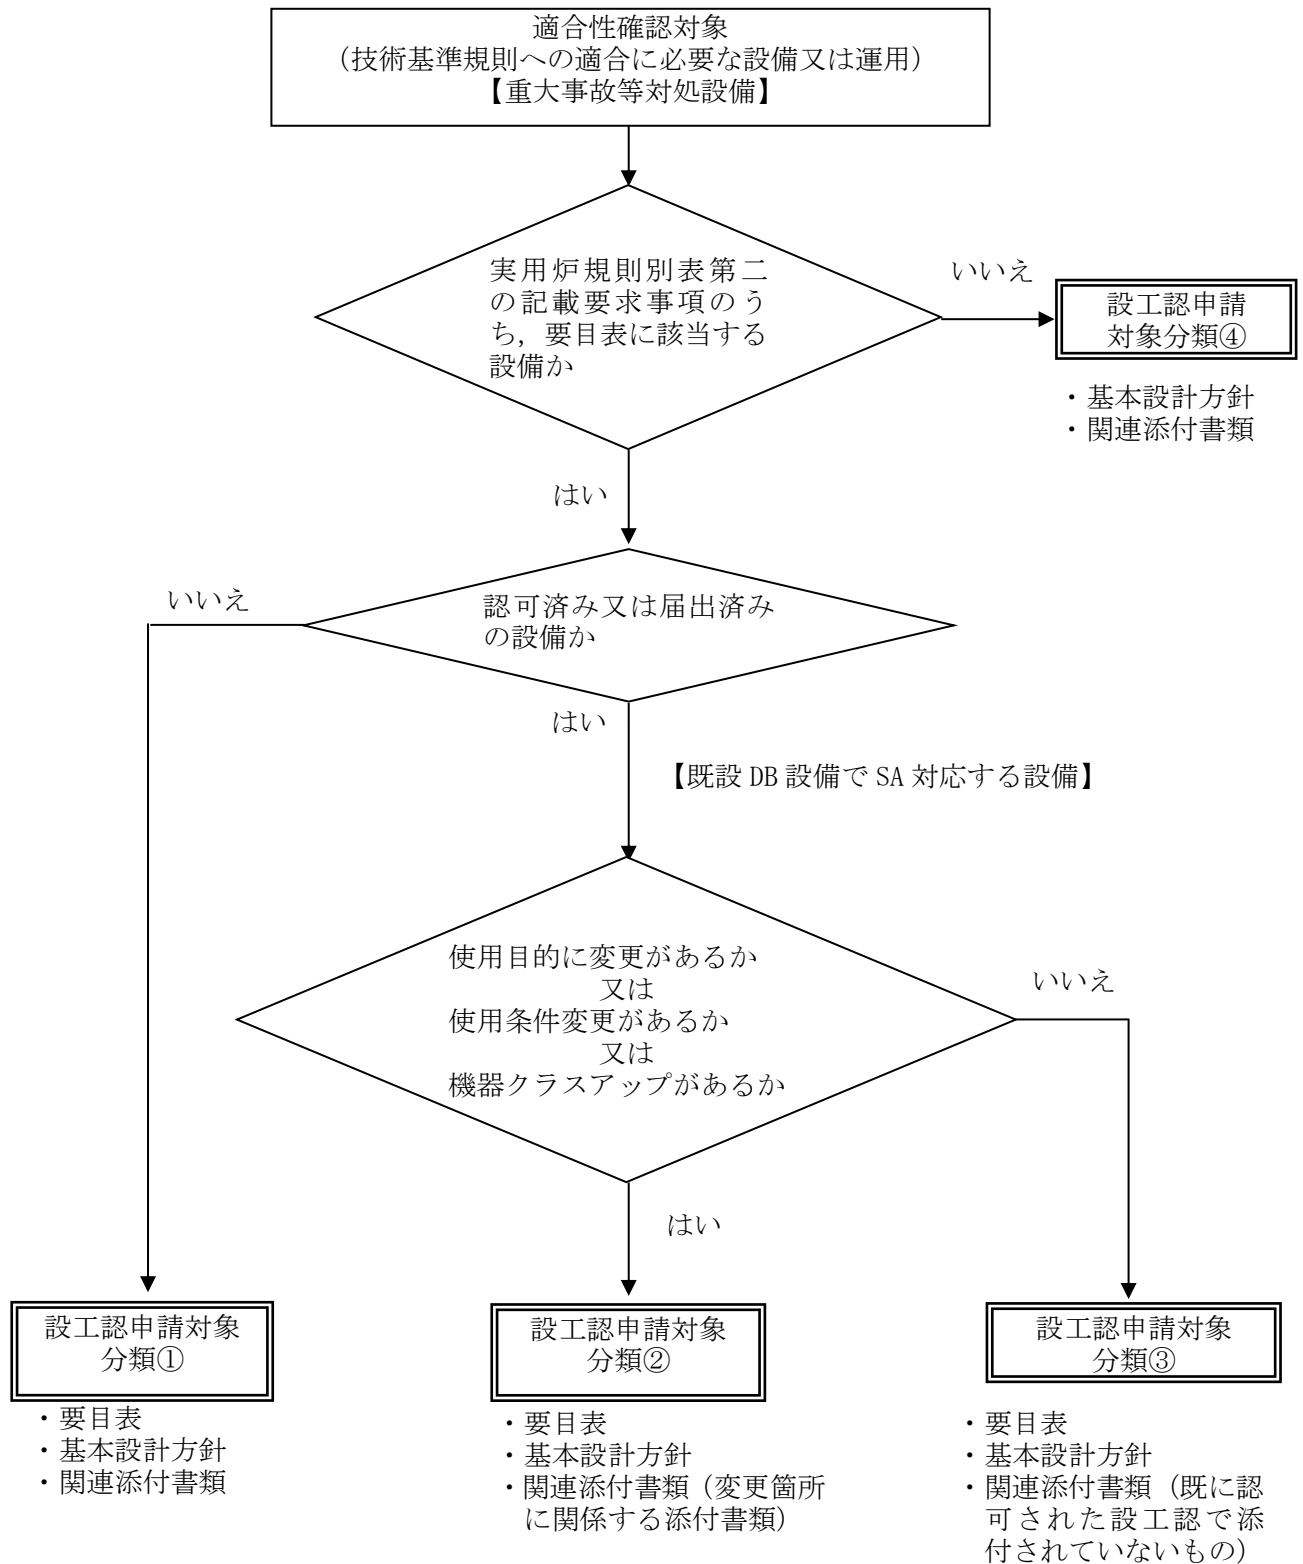 適合性確認対象
（技術基準規則への適合に必要な設備又は運用）
【重大事故等対処設備】
実用炉規則別表第二
の記載要求事項のう
ち，要目表に該当する
設備か
いいえ
設工認申請
対象分類④
・基本設計方針
・関連添付書類
はい
いいえ
認可済み又は届出済み
の設備か
はい
【既設 DB 設備で SA 対応する設備】
使用目的に変更があるか
又は
使用条件変更があるか
又は
機器クラスアップがあるか
いいえ
はい
設工認申請対象
分類①
・要目表
・基本設計方針
・関連添付書類
設工認申請対象
分類②
・要目表
・基本設計方針
・関連添付書類（変更箇所
に関係する添付書類）
設工認申請対象
分類③
・要目表
・基本設計方針
・関連添付書類（既に認
可された設工認で添
付されていないもの）